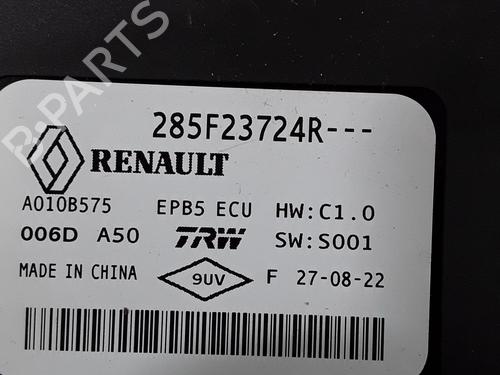 285F23724R---
RENAULT
A010B575 EPB5 ECU HW:C1.0
006D A50 TRW SW:S001
MADE IN CHINA 9UV F 27-08-22
B-PARTS